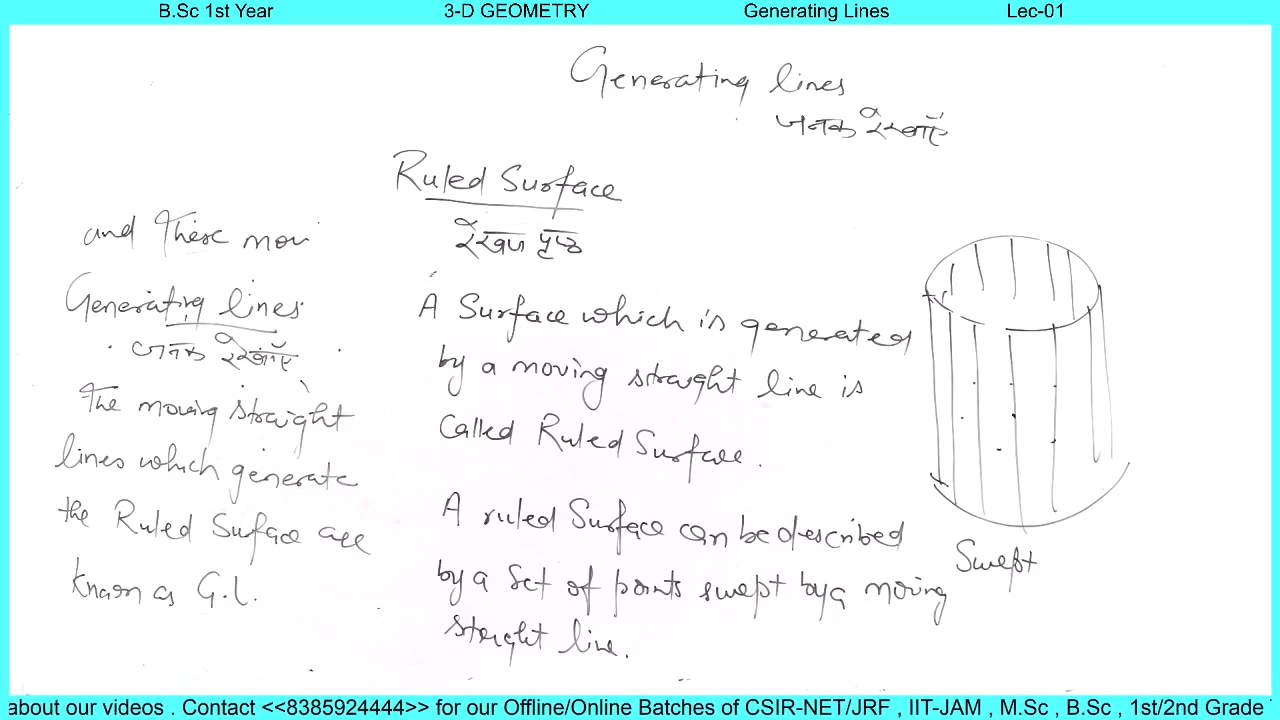 B.Sc 1st Year 3-D GEOMETRY Generating Lines Lec-01
Generating lines
जनक रेखाएँ
Ruled Surface
रेखज पृष्ठ
A Surface which is generated
by a moving straight line is
Called Ruled Surface.
A ruled Surface can be described
by a Set of points swept by a moving
straight line.
and these mov
Generating lines
जनक रेखाएँ
The moving straight
lines which generate
the Ruled Surface are
known as G.L.
Swept
about our videos . Contact <<8385924444>> for our Offline/Online Batches of CSIR-NET/JRF , IIT-JAM , M.Sc , B.Sc , 1st/2nd Grade